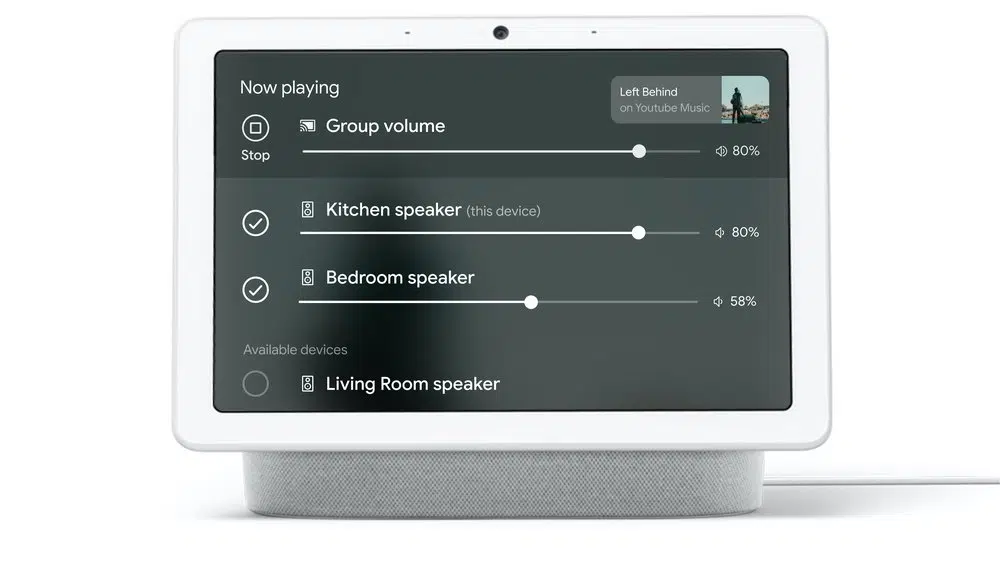 Now playing
Left Behind
on Youtube Music
Stop
Group volume
80%
Kitchen speaker (this device)
80%
Bedroom speaker
58%
Available devices
Living Room speaker